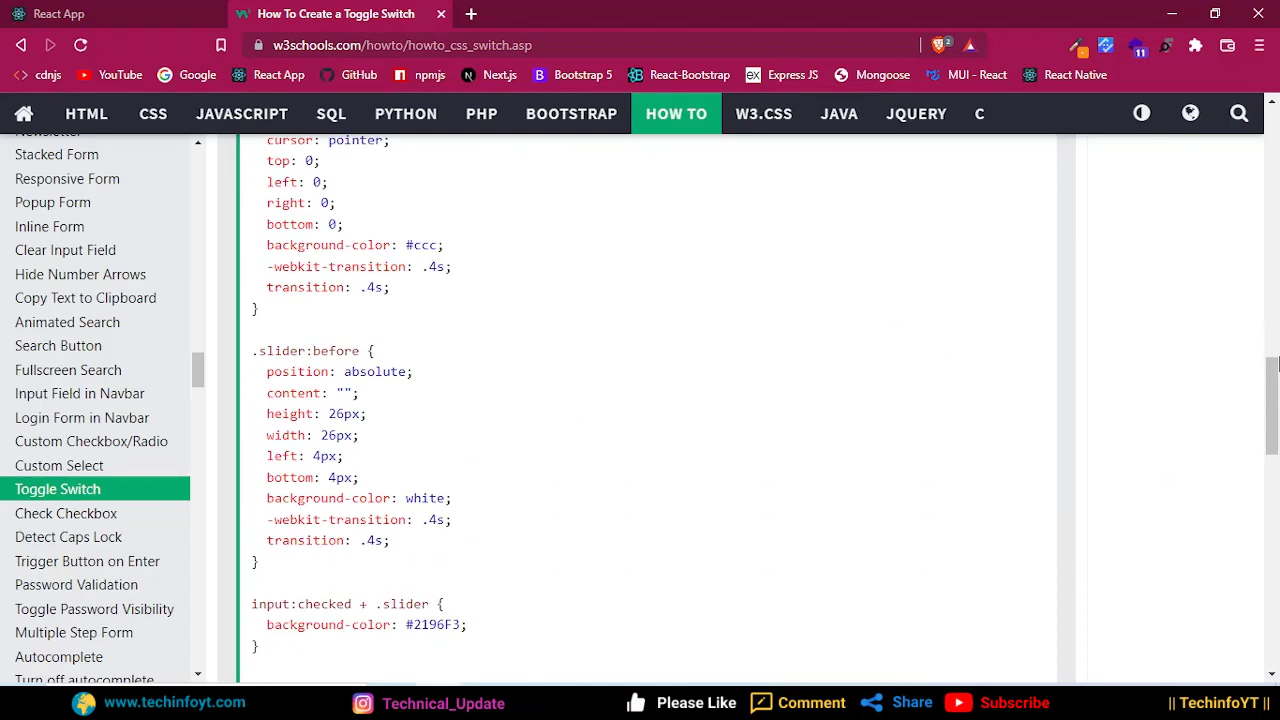 React App
How To Create a Toggle Switch
w3schools.com/howto/howto_css_switch.asp
2
11
<> cdnjs
YouTube
Google
React App
GitHub
npmjs
Next.js
Bootstrap 5
React-Bootstrap
Express JS
Mongoose
MUI - React
React Native
HTML
CSS
JAVASCRIPT
SQL
PYTHON
PHP
BOOTSTRAP
HOW TO
W3.CSS
JAVA
JQUERY
C
Newsletter
Stacked Form
Responsive Form
Popup Form
Inline Form
Clear Input Field
Hide Number Arrows
Copy Text to Clipboard
Animated Search
Search Button
Fullscreen Search
Input Field in Navbar
Login Form in Navbar
Custom Checkbox/Radio
Custom Select
Toggle Switch
Check Checkbox
Detect Caps Lock
Trigger Button on Enter
Password Validation
Toggle Password Visibility
Multiple Step Form
Autocomplete
Turn off autocomplete
cursor: pointer;
top: 0;
left: 0;
right: 0;
bottom: 0;
background-color: #ccc;
-webkit-transition: .4s;
transition: .4s;
}
.slider:before {
position: absolute;
content: "";
height: 26px;
width: 26px;
left: 4px;
bottom: 4px;
background-color: white;
-webkit-transition: .4s;
transition: .4s;
}
input:checked + .slider {
background-color: #2196F3;
}
www.techinfoyt.com
Technical_Update
Please Like
Comment
Share
Subscribe
|| TechinfoYT ||